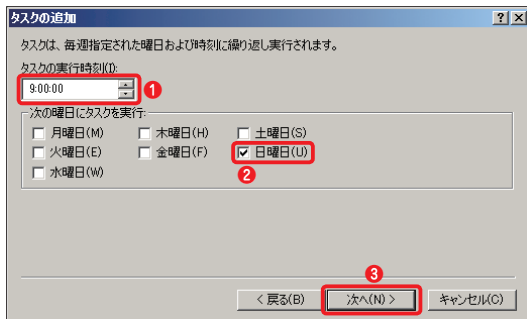 タスクの追加
タスクは、毎週指定された曜日および時刻に繰り返し実行されます。
タスクの実行時刻(I):
9:00:00 1
次の曜日にタスクを実行:
月曜日(M) 木曜日(H) 土曜日(S)
火曜日(E) 金曜日(F) 日曜日(U)
水曜日(W) 2
3
< 戻る(B) 次へ(N) > キャンセル(C)